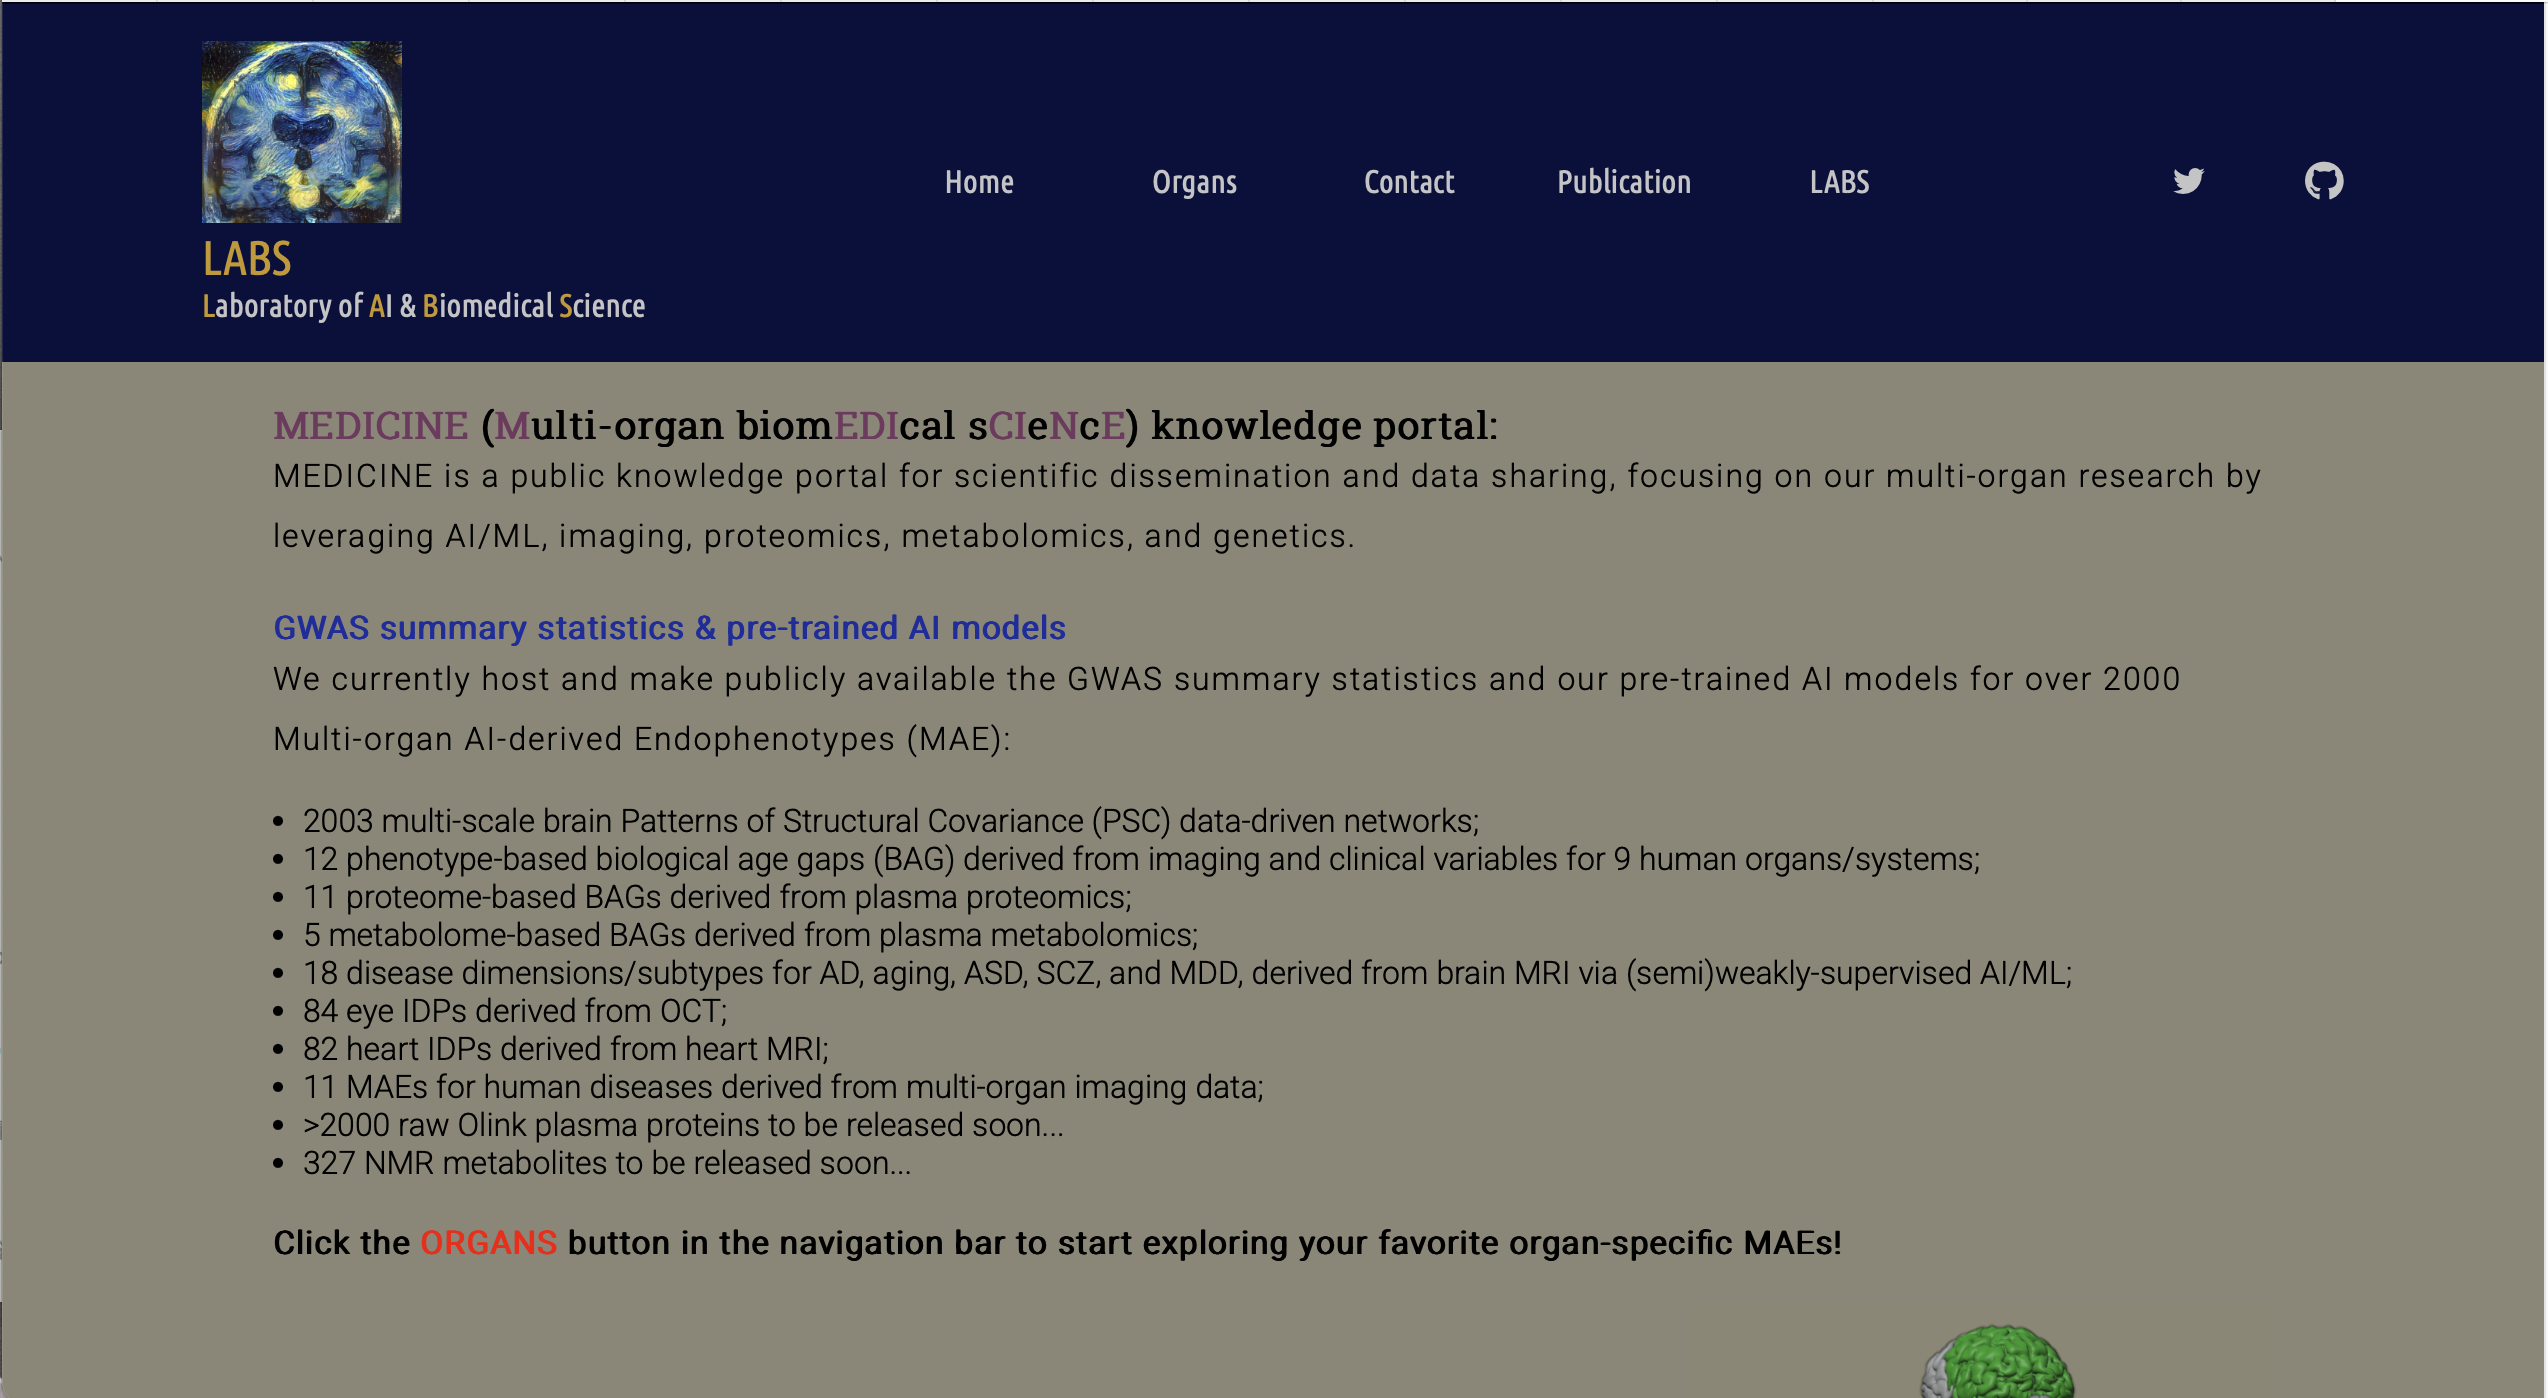 LABS
Laboratory of AI & Biomedical Science
Home Organs Contact Publication LABS
MEDICINE (Multi-organ biomEDIcal sCIeNcE) knowledge portal:
MEDICINE is a public knowledge portal for scientific dissemination and data sharing, focusing on our multi-organ research by
leveraging AI/ML, imaging, proteomics, metabolomics, and genetics.
GWAS summary statistics & pre-trained AI models
We currently host and make publicly available the GWAS summary statistics and our pre-trained AI models for over 2000
Multi-organ AI-derived Endophenotypes (MAE):
• 2003 multi-scale brain Patterns of Structural Covariance (PSC) data-driven networks;
• 12 phenotype-based biological age gaps (BAG) derived from imaging and clinical variables for 9 human organs/systems;
• 11 proteome-based BAGs derived from plasma proteomics;
• 5 metabolome-based BAGs derived from plasma metabolomics;
• 18 disease dimensions/subtypes for AD, aging, ASD, SCZ, and MDD, derived from brain MRI via (semi)weakly-supervised AI/ML;
• 84 eye IDPs derived from OCT;
• 82 heart IDPs derived from heart MRI;
• 11 MAEs for human diseases derived from multi-organ imaging data;
• >2000 raw Olink plasma proteins to be released soon...
• 327 NMR metabolites to be released soon...
Click the ORGANS button in the navigation bar to start exploring your favorite organ-specific MAEs!